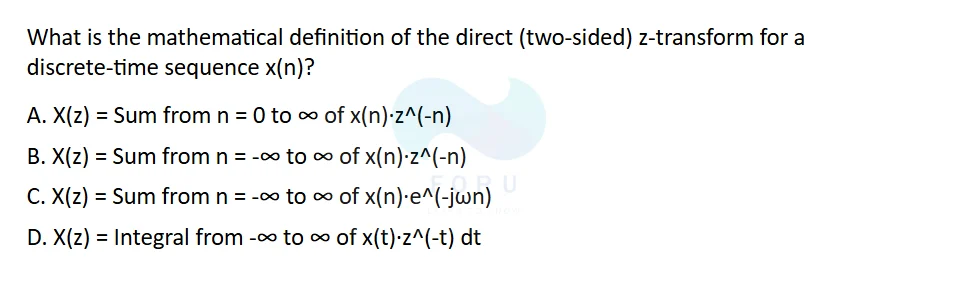 What is the mathematical definition of the direct (two-sided) z-transform for a
discrete-time sequence x(n)?
A. X(z) = Sum from n = 0 to ∞ of x(n)·z^(-n)
B. X(z) = Sum from n = -∞ to ∞ of x(n)·z^(-n)
FORU
C. X(z) = Sum from n = -∞ to ∞ of x(n)·e^(-jωn)
D. X(z) = Integral from -∞ to ∞ of x(t)·z^(-t) dt